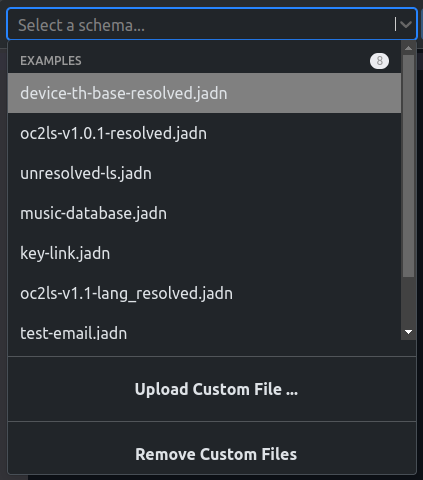 Select a schema...
EXAMPLES 8
device-th-base-resolved.jadn
oc2ls-v1.0.1-resolved.jadn
unresolved-ls.jadn
music-database.jadn
key-link.jadn
oc2ls-v1.1-lang_resolved.jadn
test-email.jadn
Upload Custom File ...
Remove Custom Files